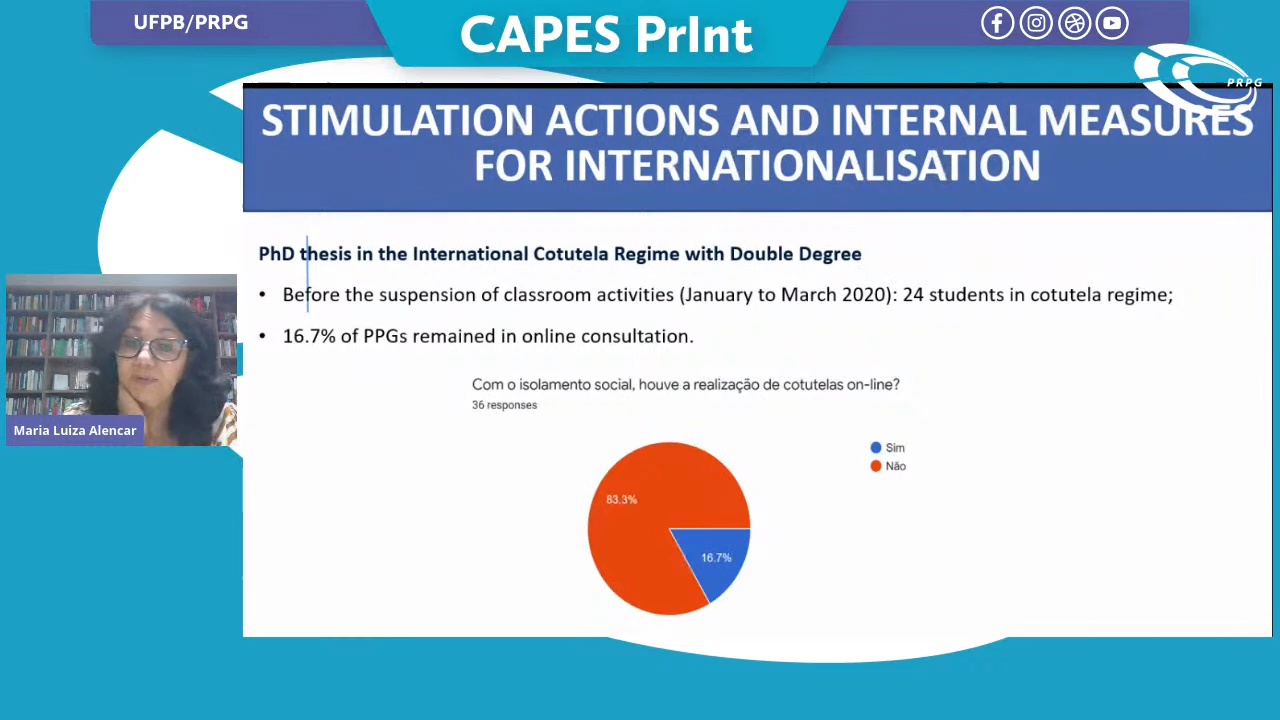 UFPB/PRPG
CAPES PrInt
PRPG
STIMULATION ACTIONS AND INTERNAL MEASURES
FOR INTERNATIONALISATION
PhD thesis in the International Cotutela Regime with Double Degree
• Before the suspension of classroom activities (January to March 2020): 24 students in cotutela regime;
• 16.7% of PPGs remained in online consultation.
Com o isolamento social, houve a realização de cotutelas on-line?
36 responses
Sim
Não
83.3%
16.7%
Maria Luiza Alencar